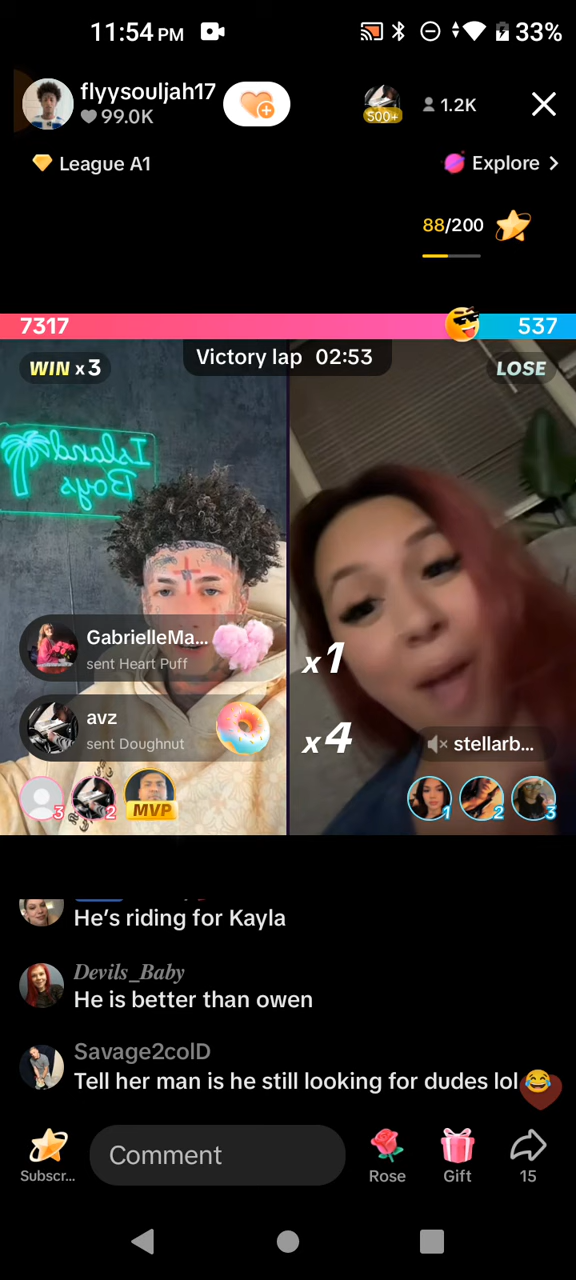 11:54 PM
33%
flyysouljah17
99.0K
500+
1.2K
League A1
Explore >
88/200
7317
537
Victory lap 02:53
WIN x3
LOSE
Island
Boys
GabrielleMa...
sent Heart Puff
x1
avz
sent Doughnut
x4
stellarb...
3
2
MVP
1
2
3
He's riding for Kayla
Devils_Baby
He is better than owen
Savage2colD
Tell her man is he still looking for dudes lol😂
Subscr...
Comment
Rose
Gift
15